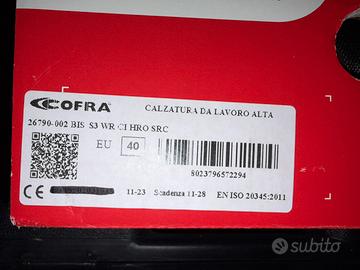 COFRA
CALZATURA DA LAVORO ALTA
26790-002 BIS S3 WR CI HRO SRC
EU 40
8023796572294
CE
11-23 Scadenza 11-28 EN ISO 20345:2011
subito